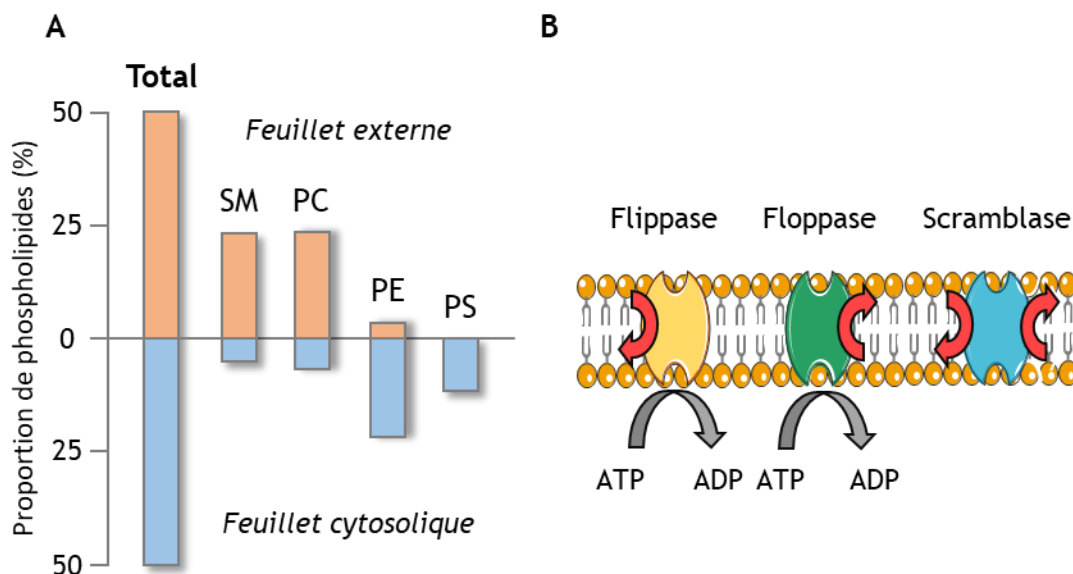 A
Total
Proportion de phospholipides (%)
50
25
0
25
50
Feuillet externe
SM
PC
PE
PS
Feuillet cytosolique
B
Flippase
Floppase
Scramblase
ATP
ADP
ATP
ADP